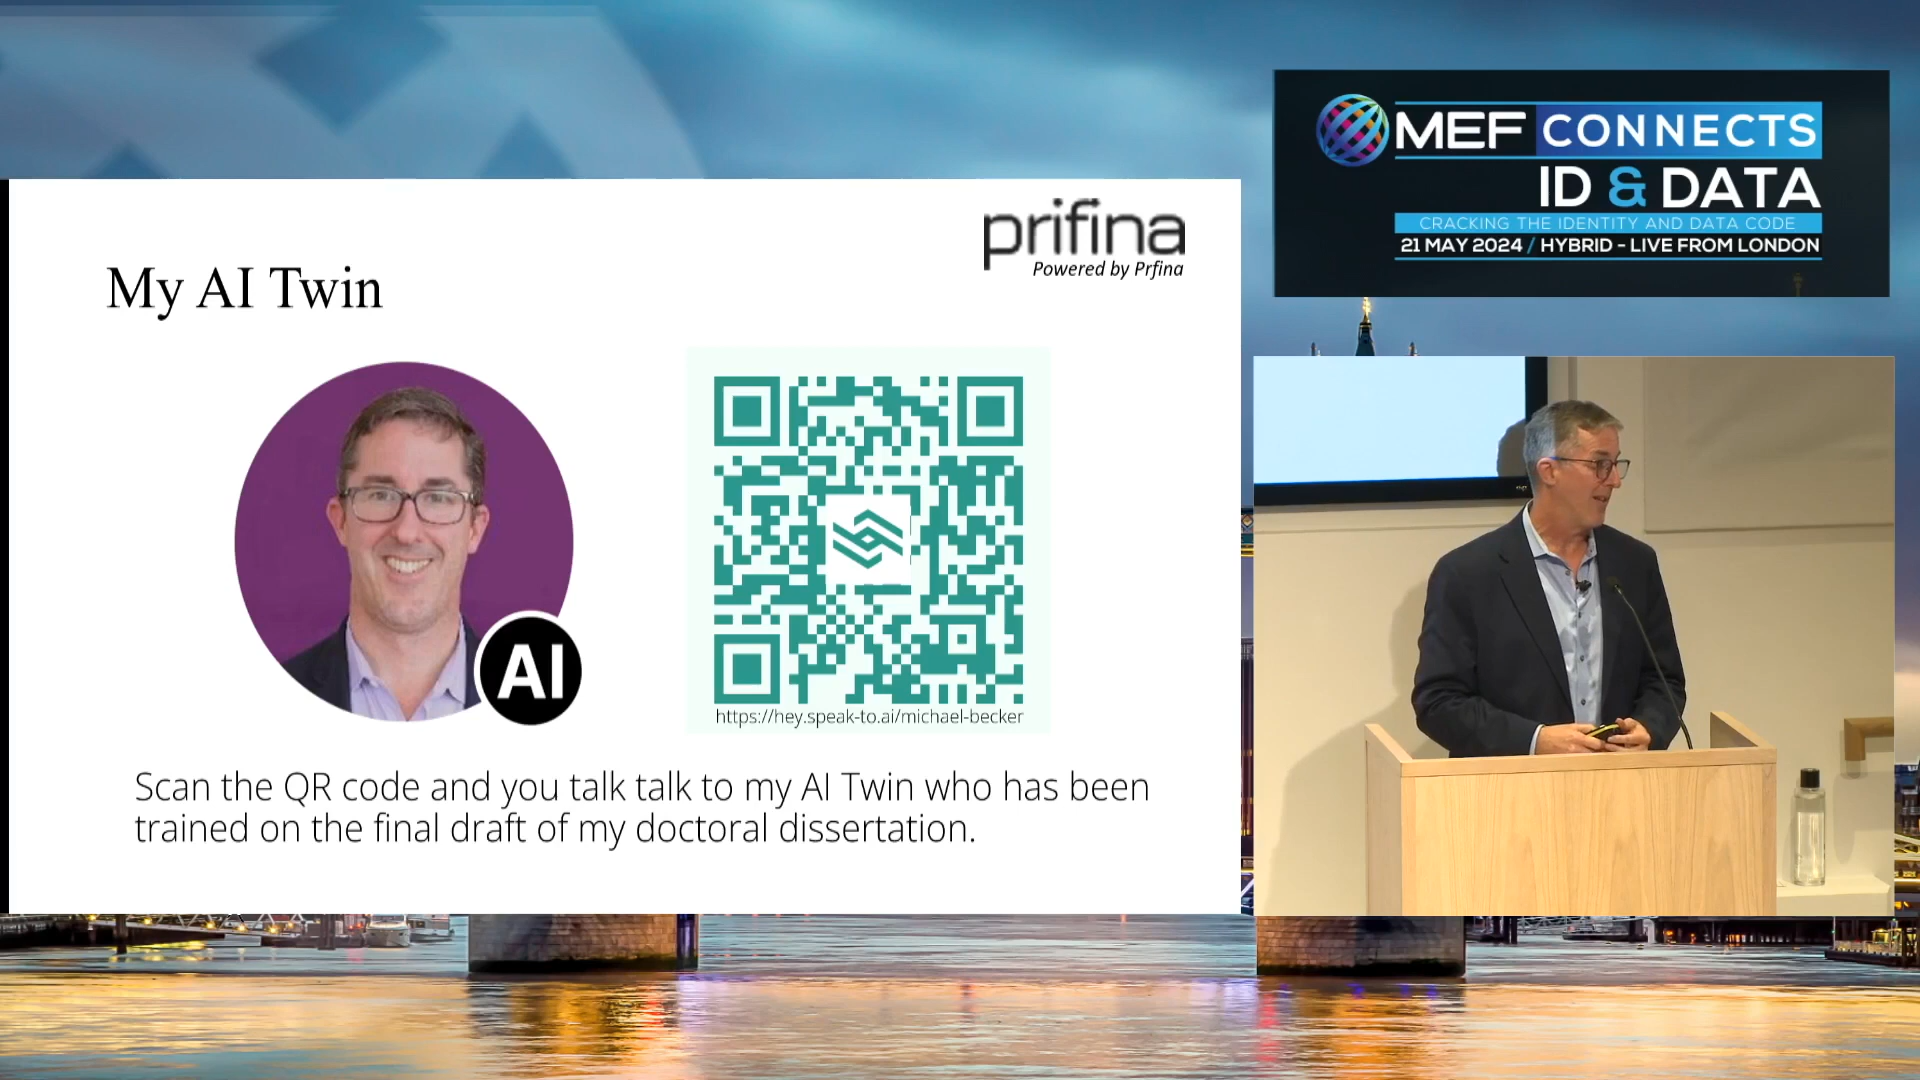 prifina
Powered by Prfina
My AI Twin
AI
https://hey.speak-to.ai/michael-becker
Scan the QR code and you talk talk to my AI Twin who has been
trained on the final draft of my doctoral dissertation.
MEF CONNECTS
ID & DATA
CRACKING THE IDENTITY AND DATA CODE
21 MAY 2024 / HYBRID - LIVE FROM LONDON